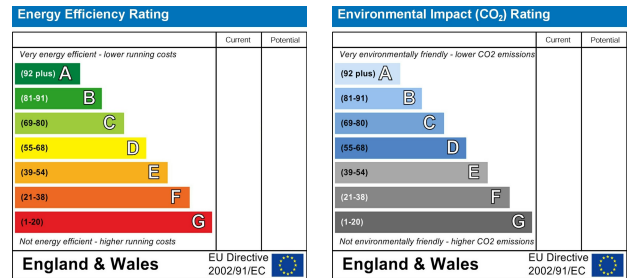 Energy Efficiency Rating
Current Potential
Very energy efficient - lower running costs
(92 plus) A
(81-91) B
(69-80) C
(55-68) D
(39-54) E
(21-38) F
(1-20) G
Not energy efficient - higher running costs
England & Wales
EU Directive
2002/91/EC
Environmental Impact (CO₂) Rating
Current Potential
Very environmentally friendly - lower CO2 emissions
(92 plus) A
(81-91) B
(69-80) C
(55-68) D
(39-54) E
(21-38) F
(1-20) G
Not environmentally friendly - higher CO2 emissions
England & Wales
EU Directive
2002/91/EC